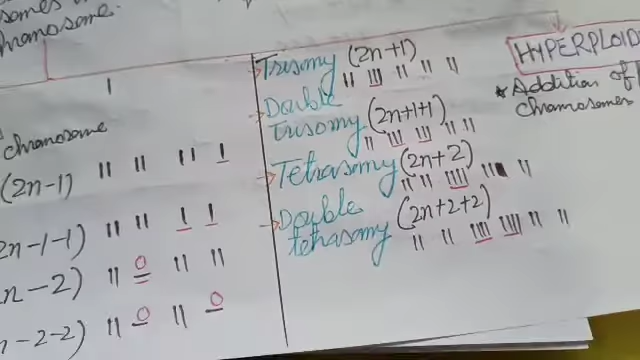 chromosome.
chromosome
(2n-1)
2n-1-1)
n-2)
n-2-2)
Trisomy (2n+1)
Double
trisomy (2n+1+1)
Tetrasomy (2n+2)
Double
tetrasomy (2n+2+2)
HYPERPLOID
* Addition of
chromosomes